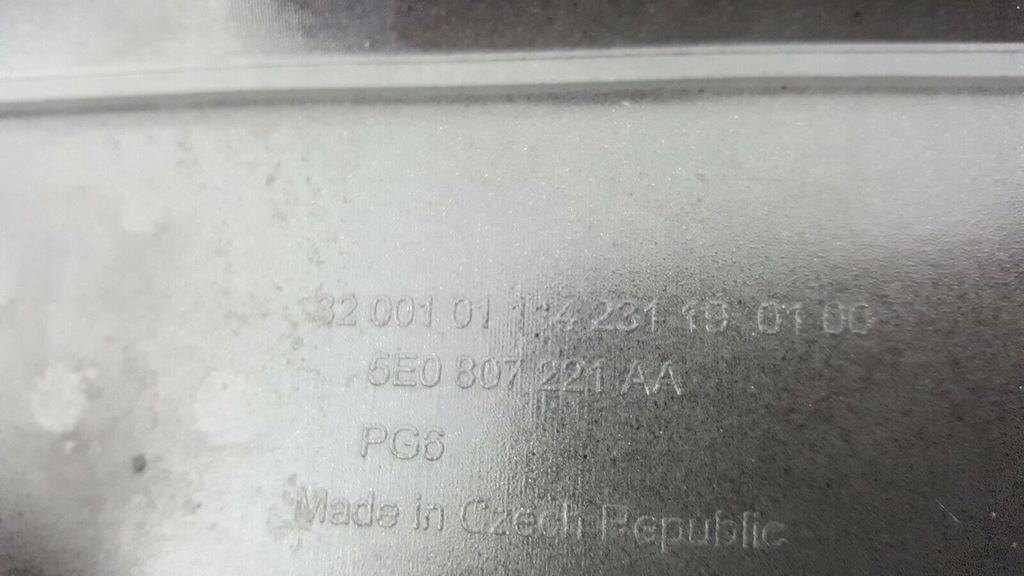 32 001 01 114 231 19 01 00
5E0 807 221 AA
PG6
Made in Czech Republic